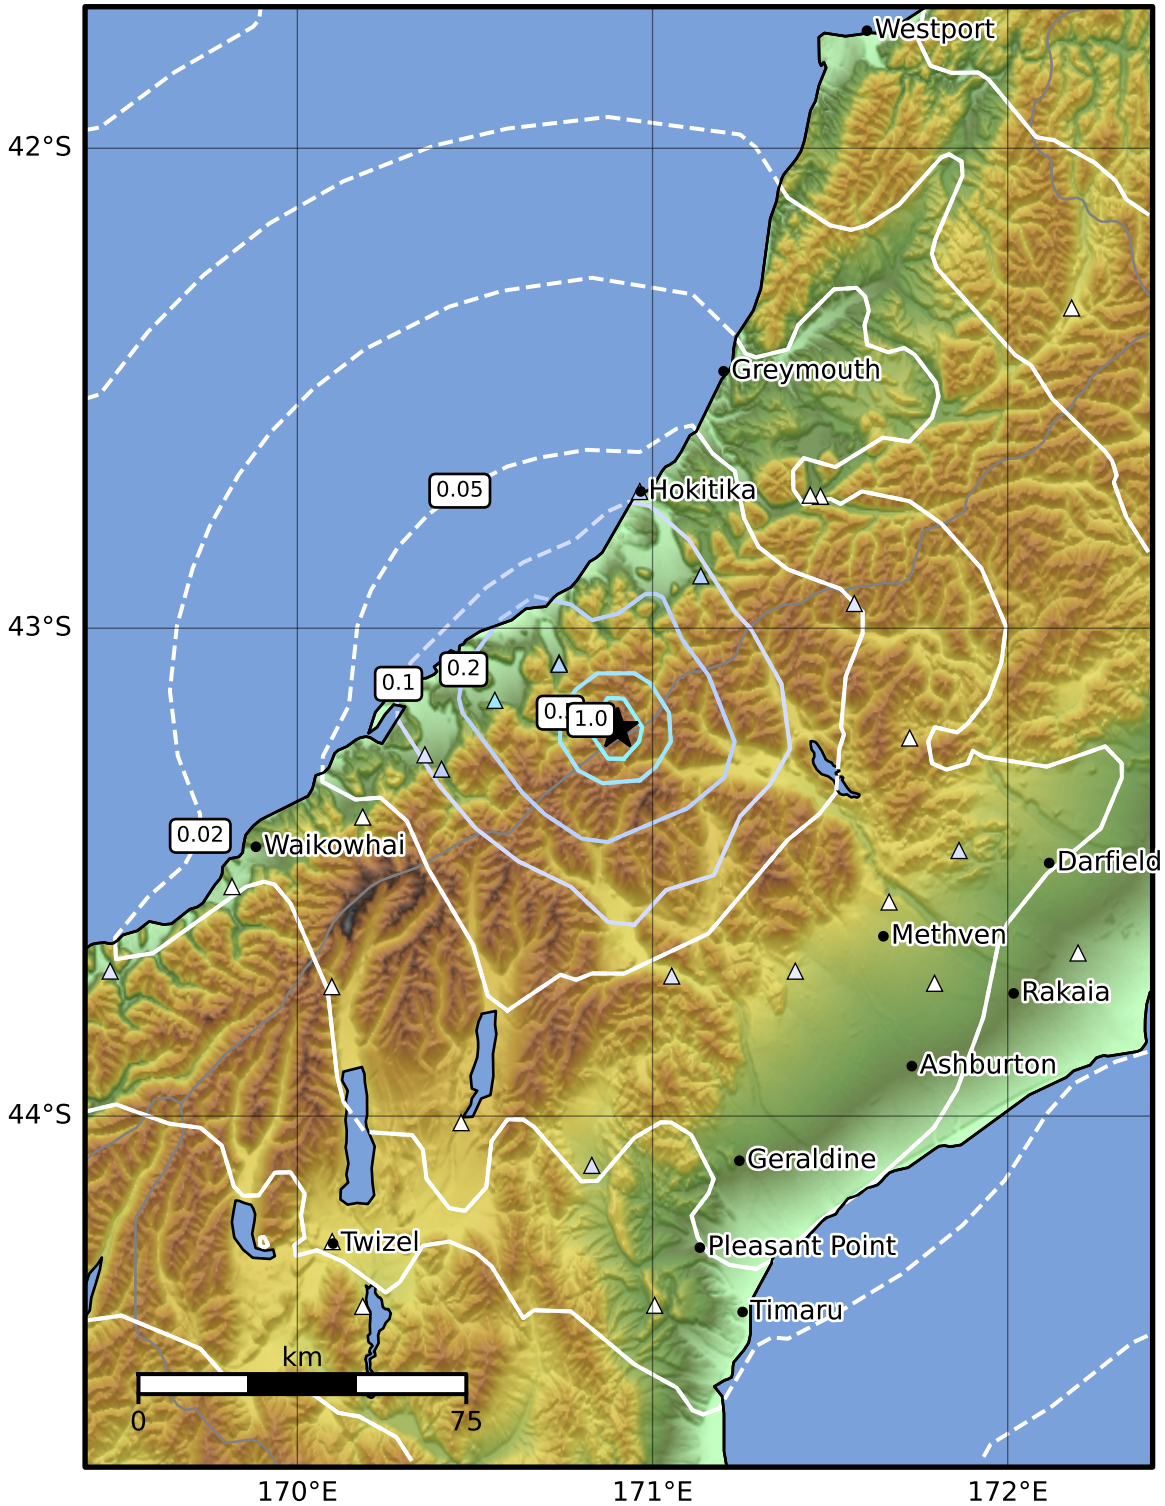 Westport
42°S
Greymouth
0.05
Hokitika
43°S
0.2
0.1
1.0
0.02
Waikowhai
Darfield
Methven
Rakaia
Ashburton
44°S
Geraldine
Twizel
Pleasant Point
Timaru
km
0 75
170°E 171°E 172°E